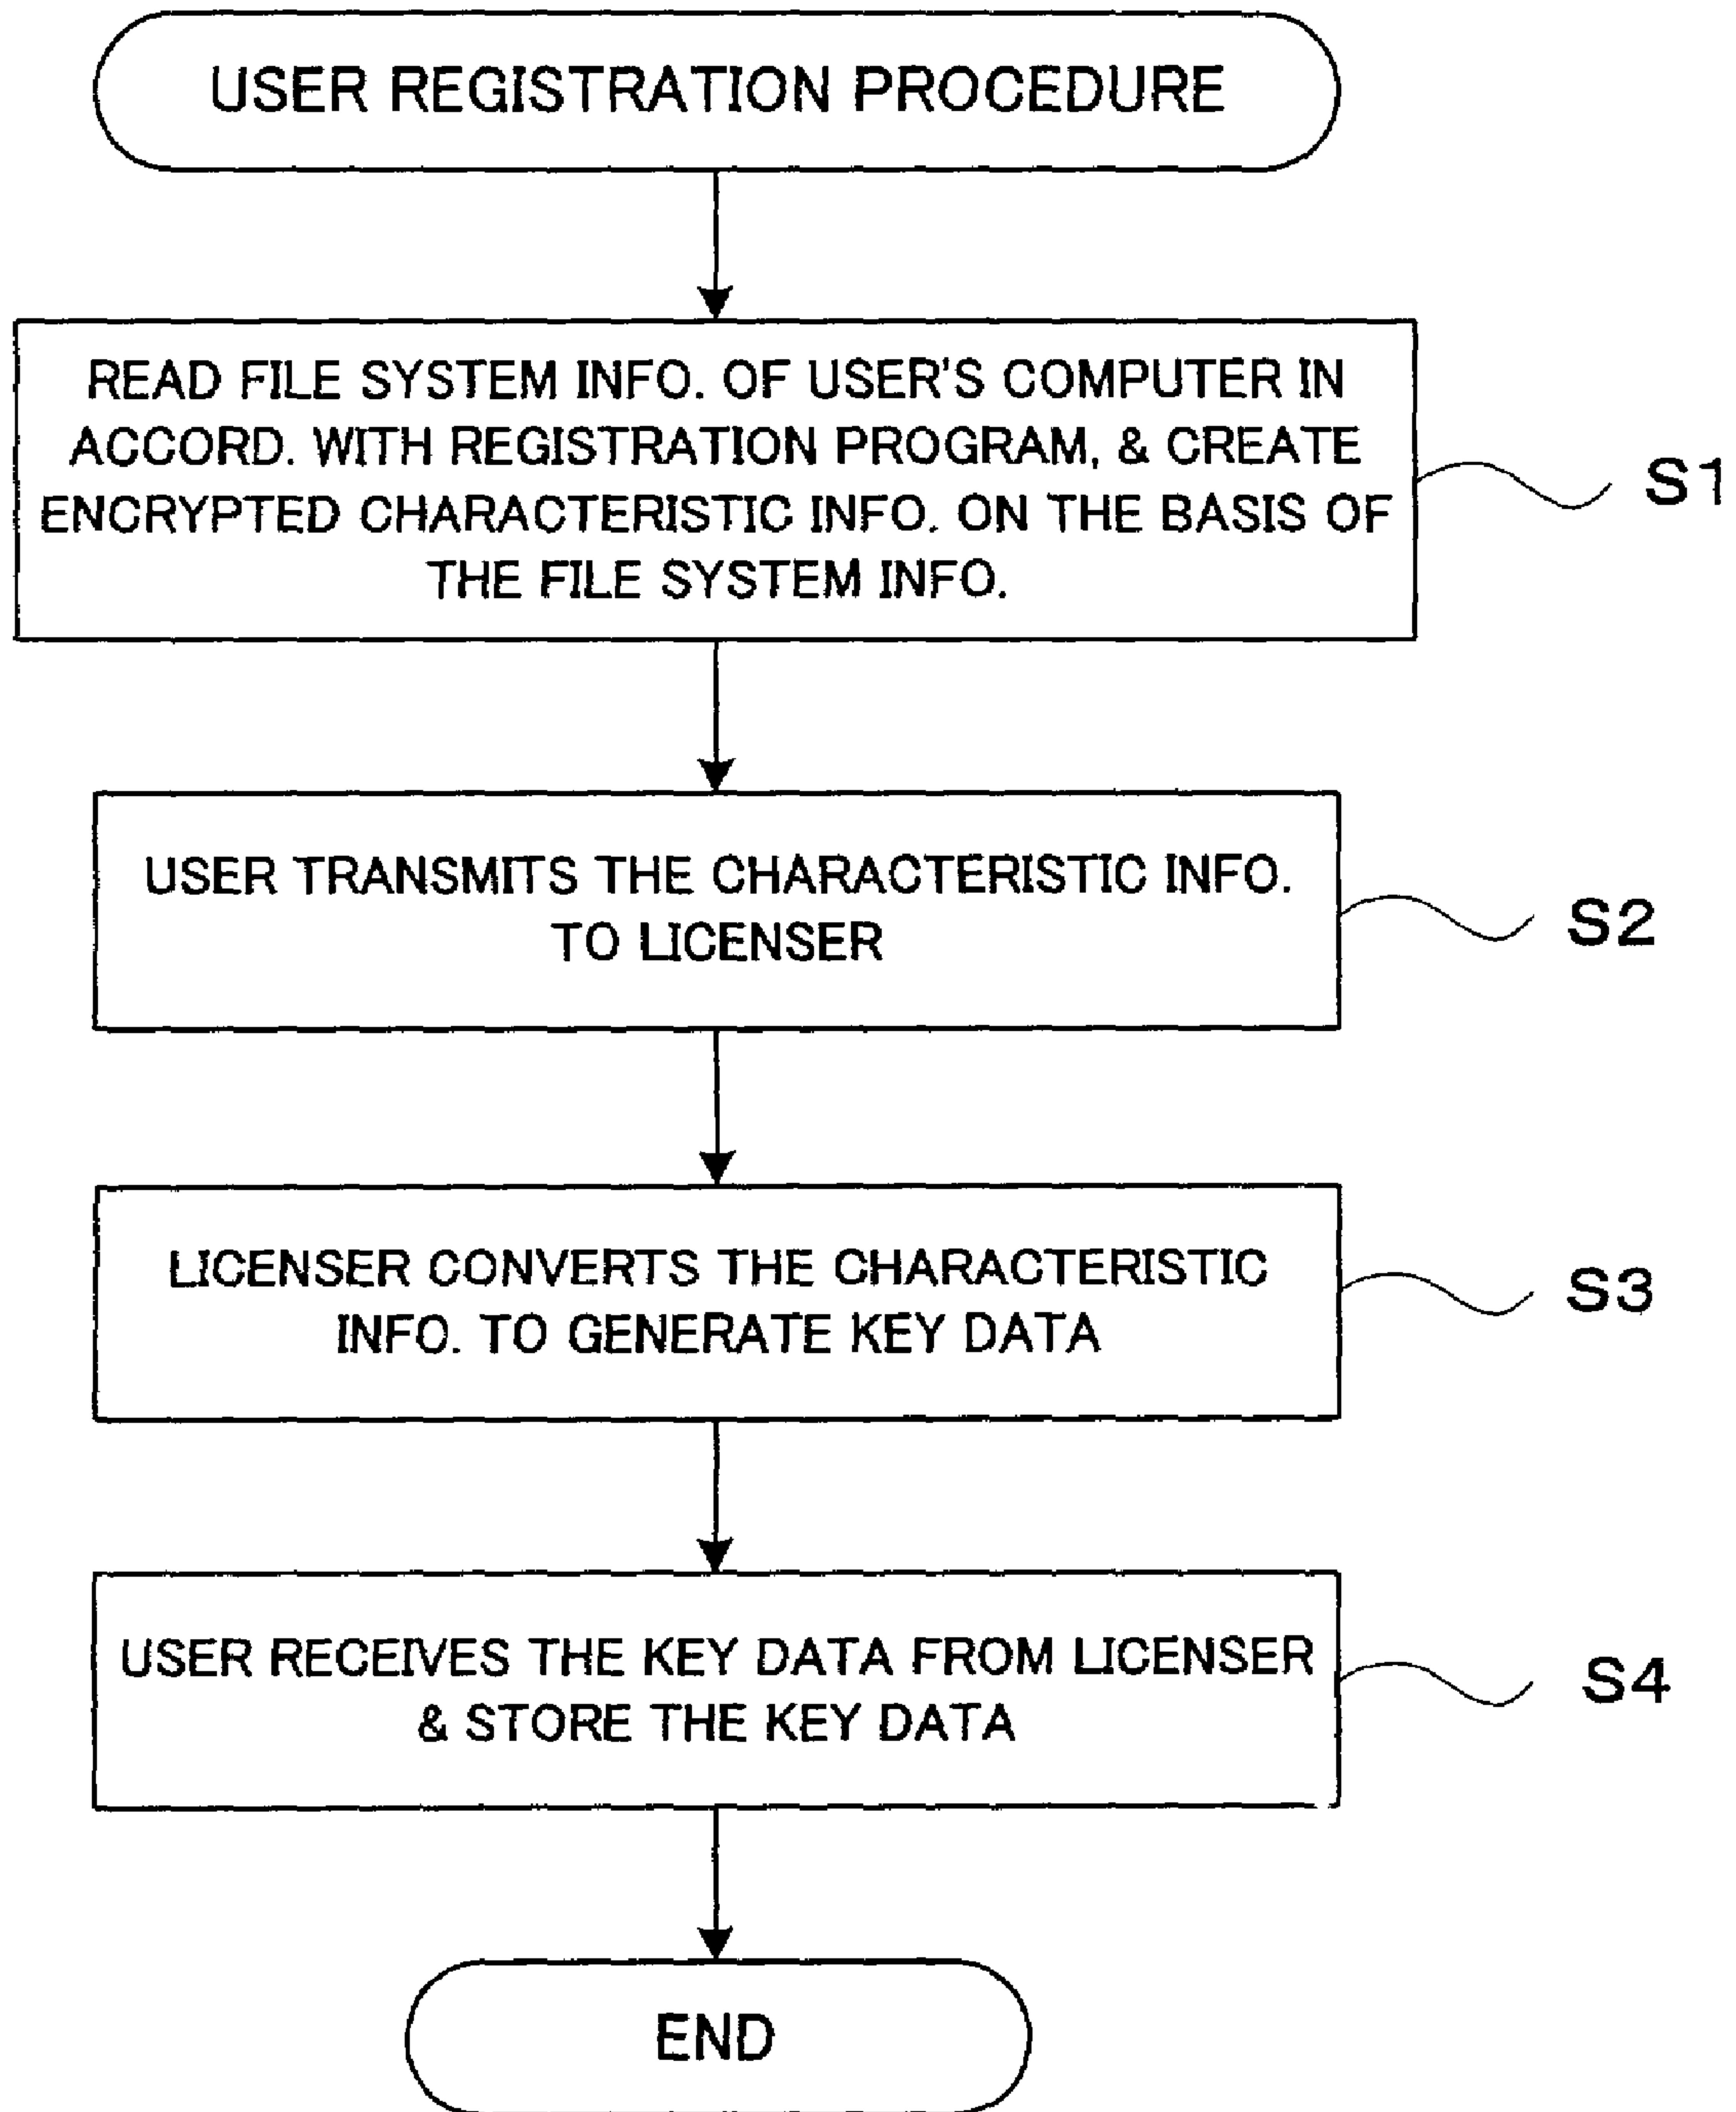 USER REGISTRATION PROCEDURE
READ FILE SYSTEM INFO. OF USER'S COMPUTER IN
ACCORD. WITH REGISTRATION PROGRAM, & CREATE
ENCRYPTED CHARACTERISTIC INFO. ON THE BASIS OF
THE FILE SYSTEM INFO.
S1
USER TRANSMITS THE CHARACTERISTIC INFO.
TO LICENSER
S2
LICENSER CONVERTS THE CHARACTERISTIC
INFO. TO GENERATE KEY DATA
S3
USER RECEIVES THE KEY DATA FROM LICENSER
& STORE THE KEY DATA
S4
END